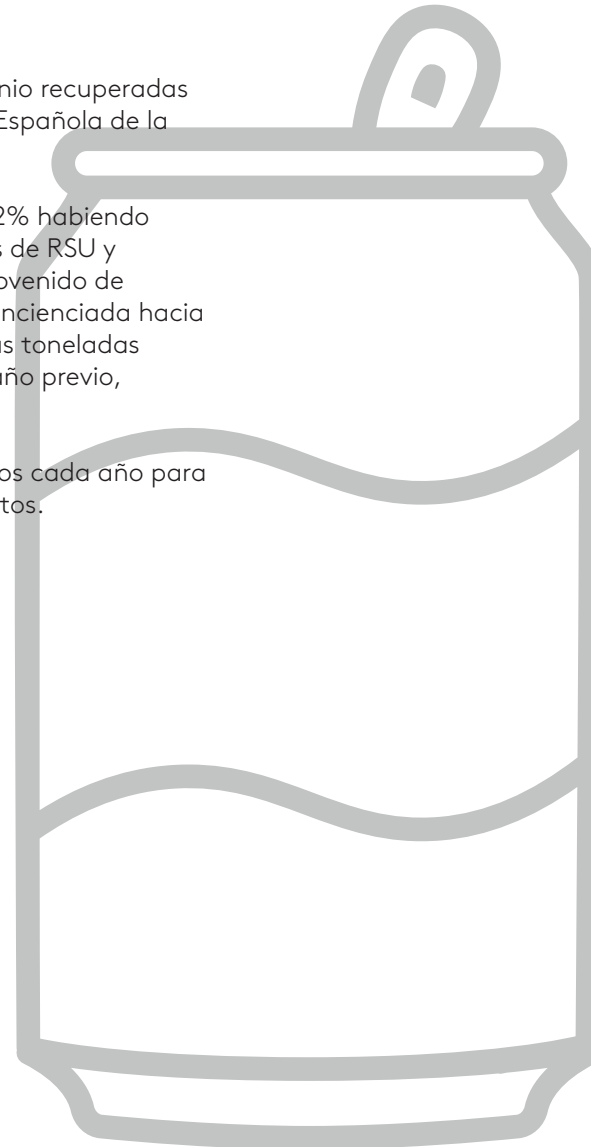 nio recuperadas
Española de la
2% habiendo
s de RSU y
ovenido de
ncienciada hacia
as toneladas
año previo,
os cada año para
tos.